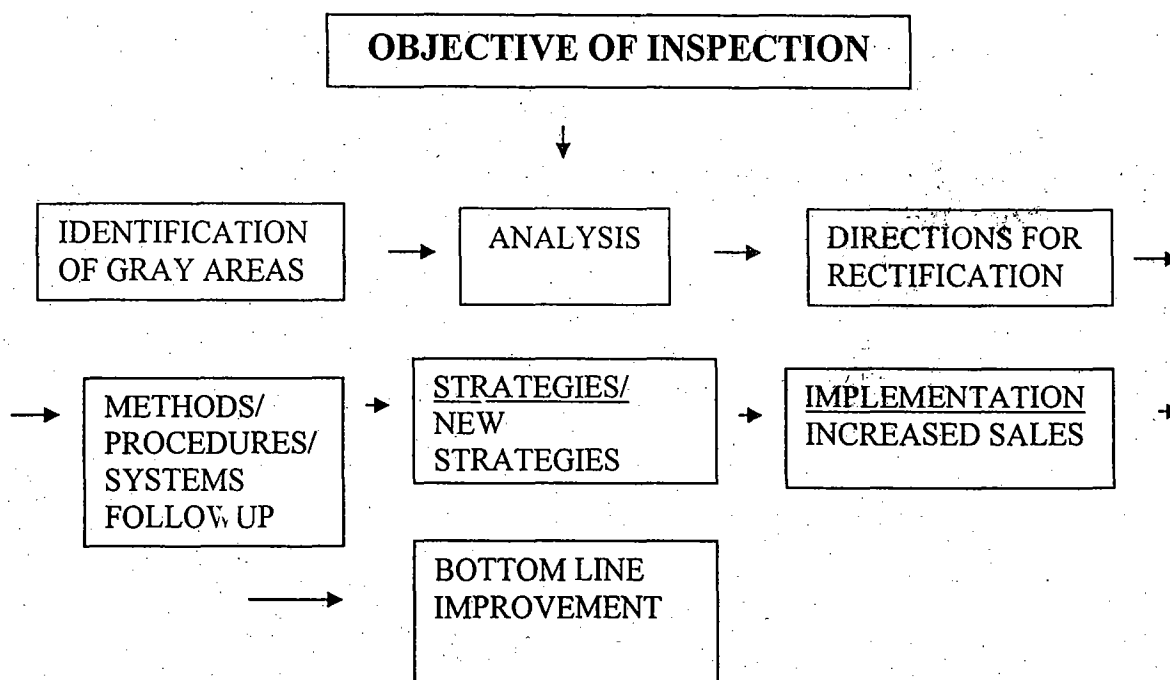 OBJECTIVE OF INSPECTION
IDENTIFICATION
OF GRAY AREAS
ANALYSIS
DIRECTIONS FOR
RECTIFICATION
METHODS/
PROCEDURES/
SYSTEMS
FOLLOW UP
STRATEGIES/
NEW
STRATEGIES
IMPLEMENTATION
INCREASED SALES
BOTTOM LINE
IMPROVEMENT